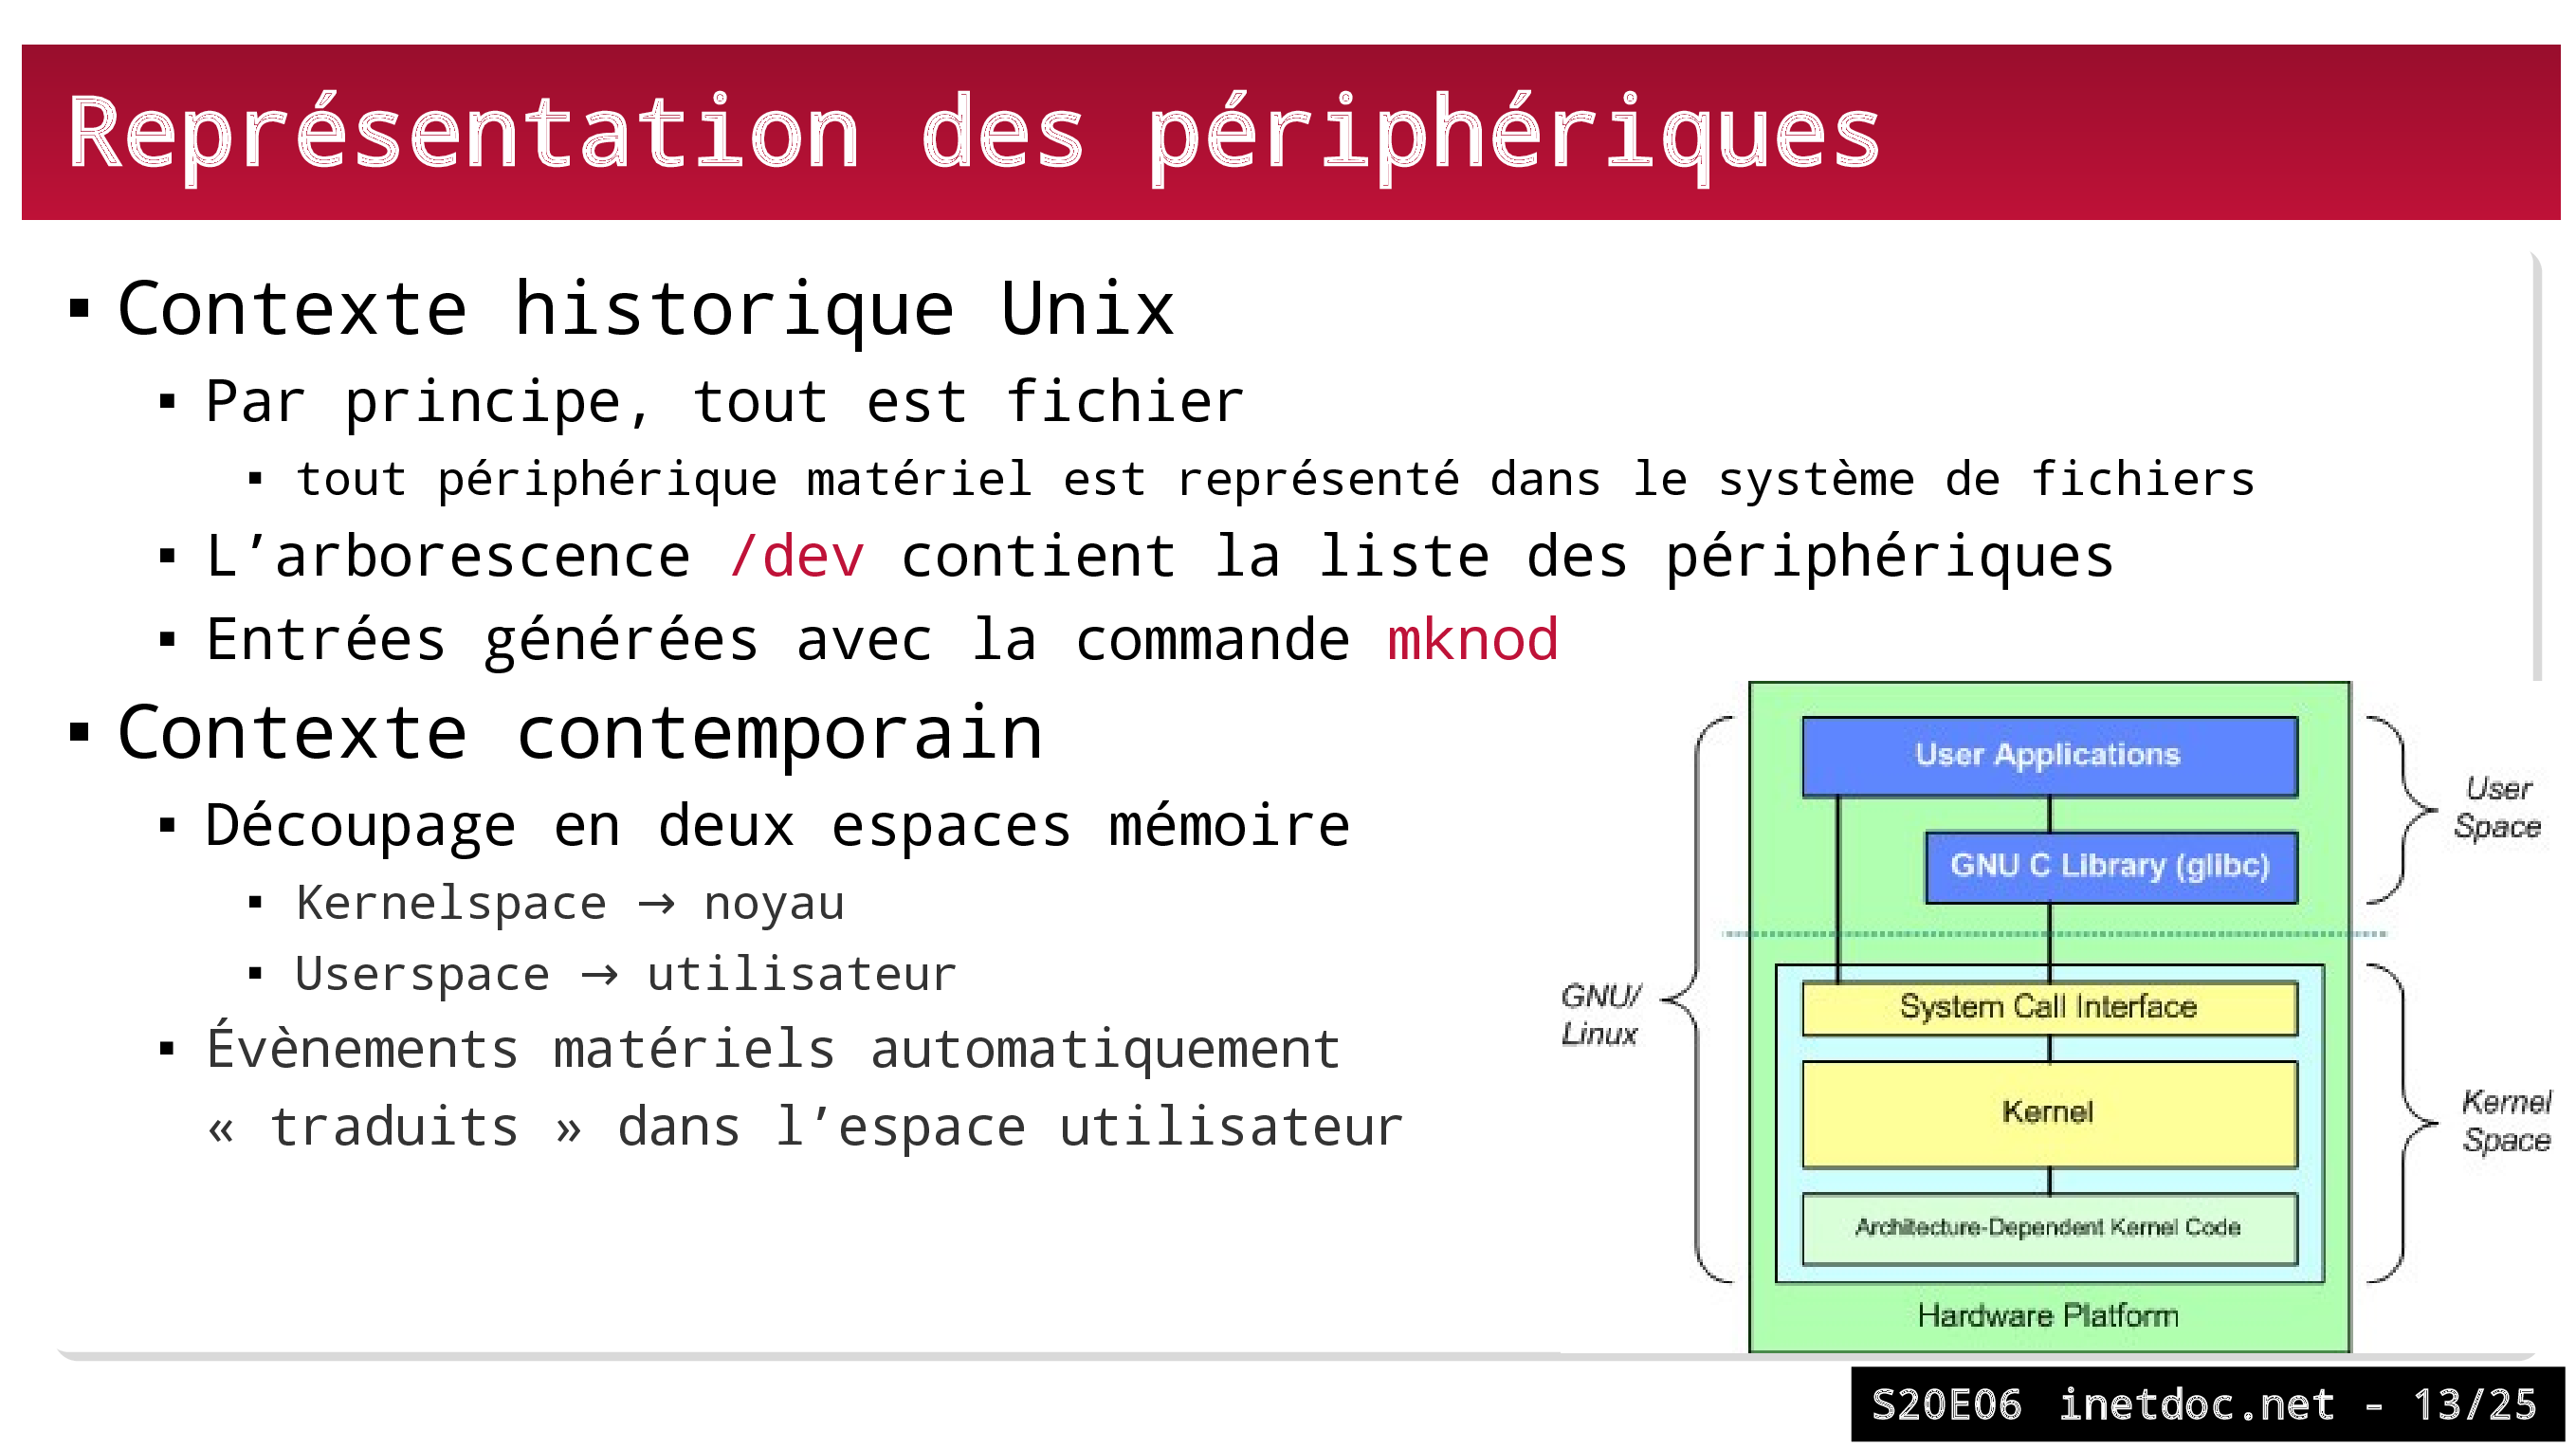 Représentation des périphériques
▪ Contexte historique Unix
▪ Par principe, tout est fichier
▪ tout périphérique matériel est représenté dans le système de fichiers
▪ L’arborescence /dev contient la liste des périphériques
▪ Entrées générées avec la commande mknod
▪ Contexte contemporain
▪ Découpage en deux espaces mémoire
▪ Kernelspace → noyau
▪ Userspace → utilisateur
▪ Évènements matériels automatiquement
« traduits » dans l’espace utilisateur
User Applications
GNU C Library (glibc)
User
Space
GNU/
Linux
System Call Interface
Kernel
Architecture-Dependent Kernel Code
Kernel
Space
Hardware Platform
S20E06 inetdoc.net - 13/25